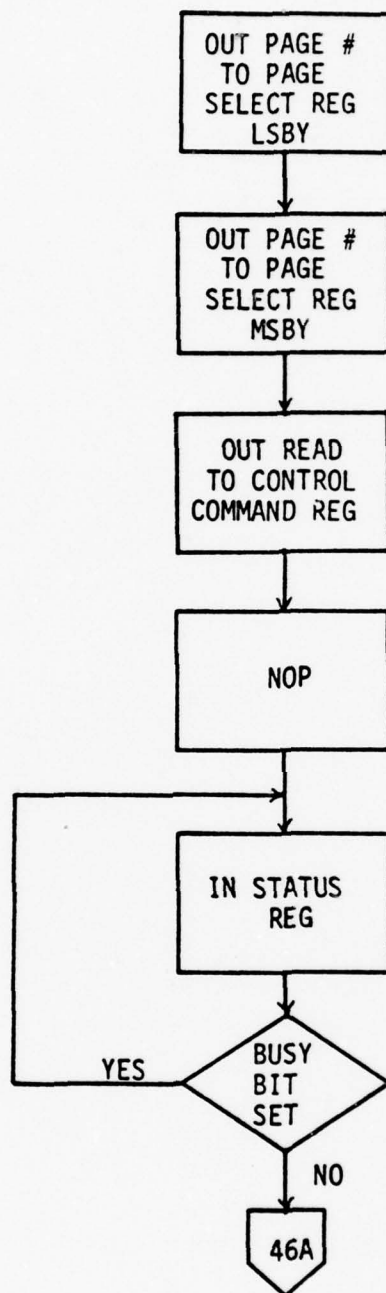 OUT PAGE #
TO PAGE
SELECT REG
LSBY
OUT PAGE #
TO PAGE
SELECT REG
MSBY
OUT READ
TO CONTROL
COMMAND REG
NOP
IN STATUS
REG
YES
BUSY
BIT
SET
NO
46A